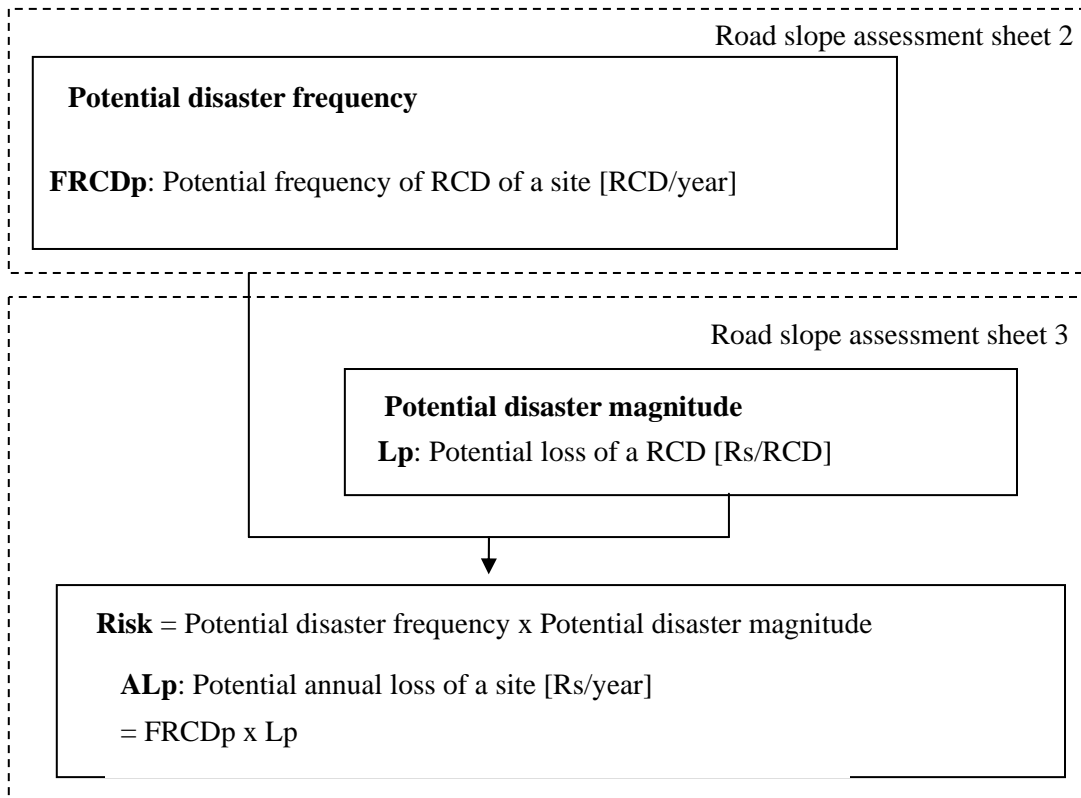 Road slope assessment sheet 2
Potential disaster frequency
FRCDp: Potential frequency of RCD of a site [RCD/year]
Road slope assessment sheet 3
Potential disaster magnitude
Lp: Potential loss of a RCD [Rs/RCD]
Risk = Potential disaster frequency x Potential disaster magnitude
ALp: Potential annual loss of a site [Rs/year]
= FRCDp x Lp